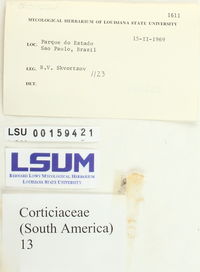 1611
MYCOLOGICAL HERBARIUM OF LOUISIANA STATE UNIVERSITY
15-II-1969
LOC. Parque do Estado
Sao Paulo, Brazil
LEG. B.V. Skvortzov
1123
DET.
LSU 00159421
LSUM
BERNARD LOWY MYCOLOGICAL HERBARIUM
LOUISIANA STATE UNIVERSITY
Corticiaceae
(South America)
13